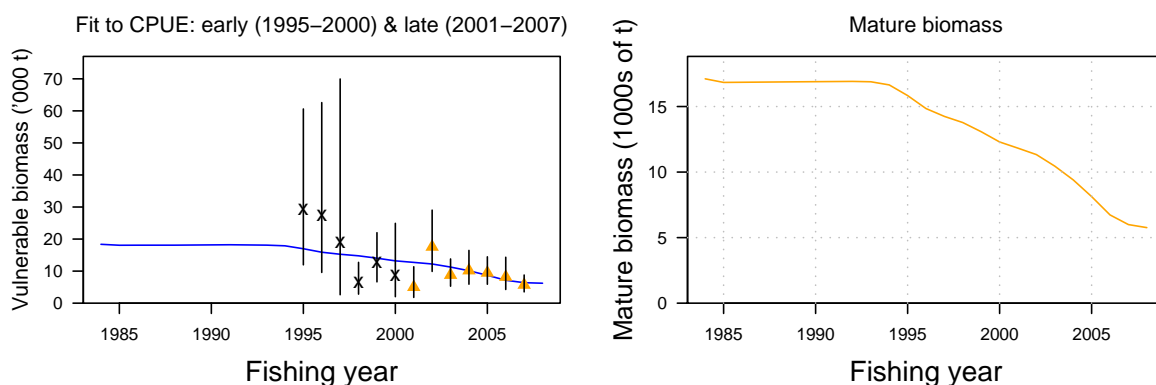 Fit to CPUE: early (1995−2000) & late (2001−2007)
Vulnerable biomass ('000 t)
70
60
50
40
30
20
10
0
1985 1990 1995 2000 2005
Fishing year
Mature biomass
Mature biomass (1000s of t)
15
10
5
0
1985 1990 1995 2000 2005
Fishing year